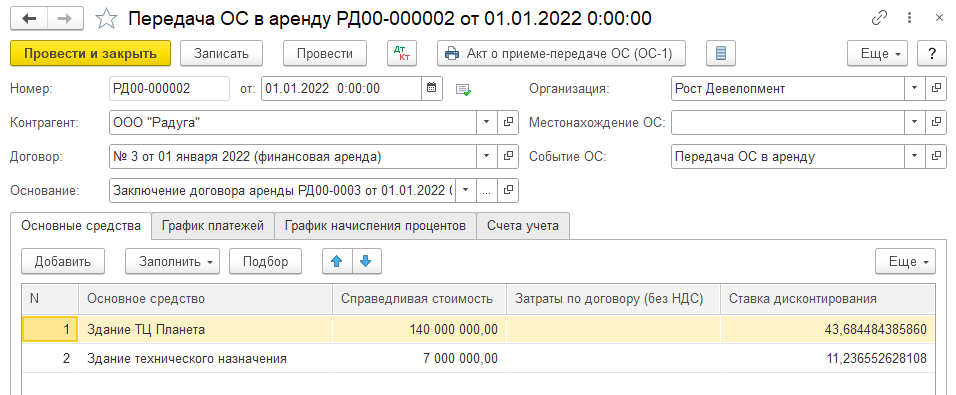 Передача ОС в аренду РД00-000002 от 01.01.2022 0:00:00
Провести и закрыть Записать Провести Дт Кт Акт о приеме-передаче ОС (ОС-1) Еще ?
Номер: РД00-000002 от: 01.01.2022 0:00:00 Организация: Рост Девелопмент
Контрагент: ООО "Радуга" Местонахождение ОС:
Договор: № 3 от 01 января 2022 (финансовая аренда) Событие ОС: Передача ОС в аренду
Основание: Заключение договора аренды РД00-0003 от 01.01.2022 ...
Основные средства График платежей График начисления процентов Счета учета
Добавить Заполнить Подбор Еще
N Основное средство Справедливая стоимость Затраты по договору (без НДС) Ставка дисконтирования
1 Здание ТЦ Планета 140 000 000,00 43,684484385860
2 Здание технического назначения 7 000 000,00 11,236552628108